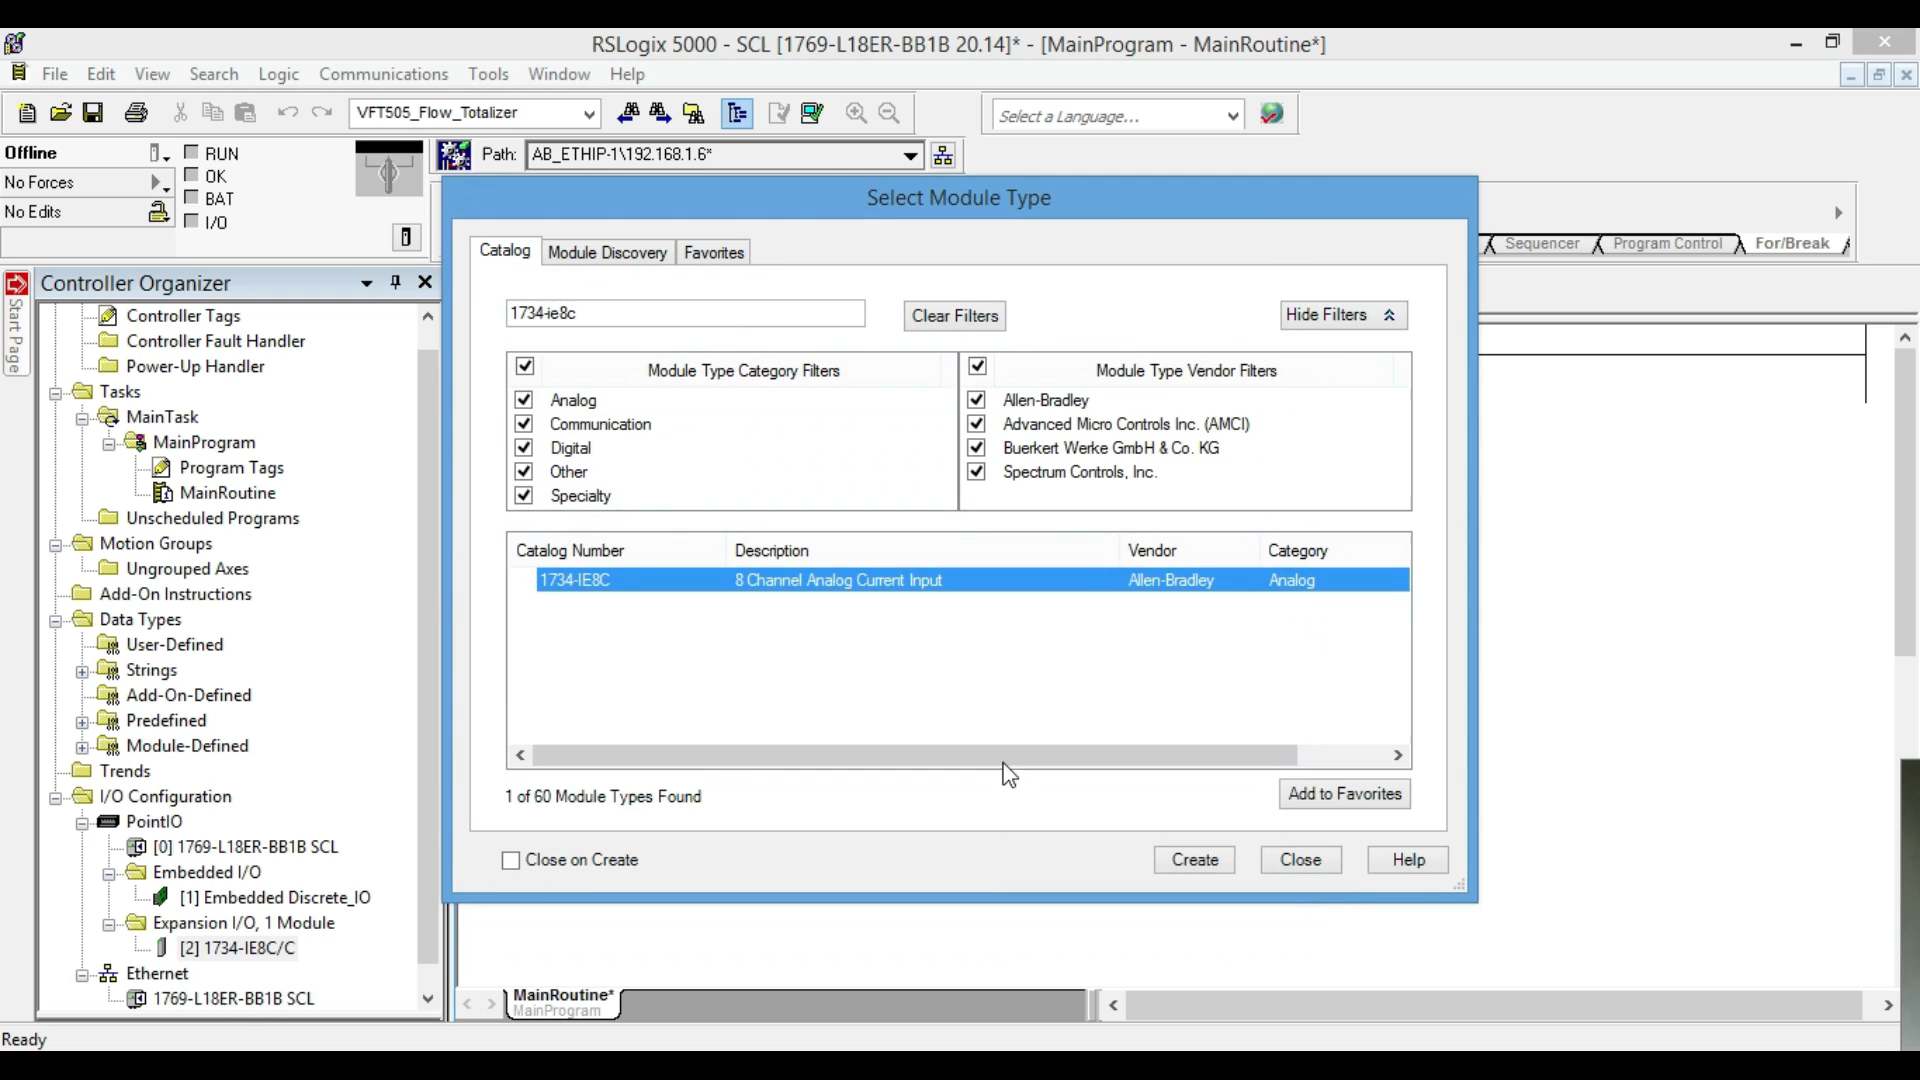 RSLogix 5000 - SCL [1769-L18ER-BB1B 20.14]* - [MainProgram - MainRoutine*]
File Edit View Search Logic Communications Tools Window Help
VFT505_Flow_Totalizer
Select a Language...
Offline
RUN
No Forces
OK
No Edits
BAT
I/O
Path: AB_ETHIP-1\192.168.1.6*
Sequencer Program Control For/Break
Start Page
Controller Organizer
Controller Tags
Controller Fault Handler
Power-Up Handler
Tasks
MainTask
MainProgram
Program Tags
MainRoutine
Unscheduled Programs
Motion Groups
Ungrouped Axes
Add-On Instructions
Data Types
User-Defined
Strings
Add-On-Defined
Predefined
Module-Defined
Trends
I/O Configuration
PointIO
[0] 1769-L18ER-BB1B SCL
Embedded I/O
[1] Embedded Discrete_IO
Expansion I/O, 1 Module
[2] 1734-IE8C/C
Ethernet
1769-L18ER-BB1B SCL
Select Module Type
Catalog Module Discovery Favorites
1734-ie8c
Clear Filters
Hide Filters
Module Type Category Filters
Analog
Communication
Digital
Other
Specialty
Module Type Vendor Filters
Allen-Bradley
Advanced Micro Controls Inc. (AMCI)
Buerkert Werke GmbH & Co. KG
Spectrum Controls, Inc.
Catalog Number Description Vendor Category
1734-IE8C 8 Channel Analog Current Input Allen-Bradley Analog
1 of 60 Module Types Found
Add to Favorites
Close on Create
Create Close Help
MainRoutine*
MainProgram
Ready